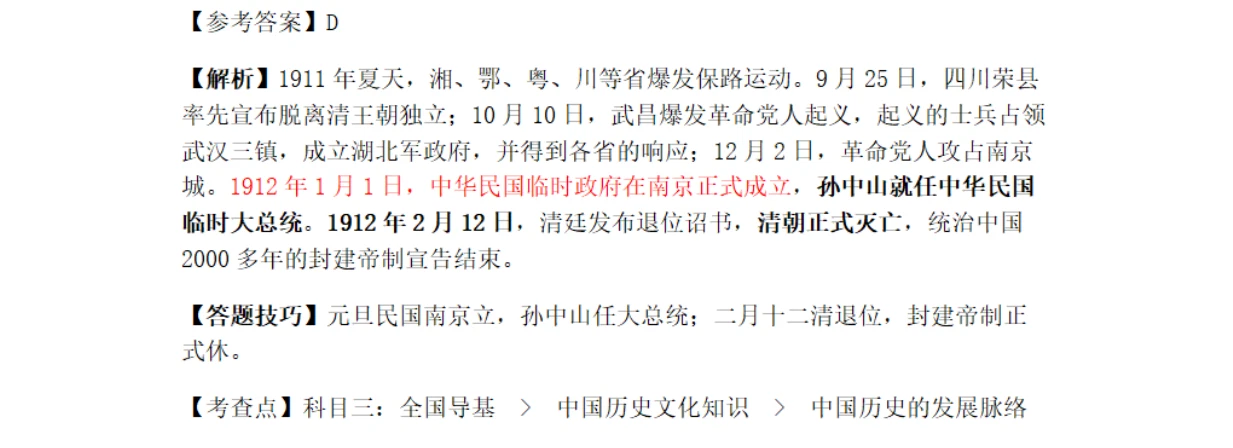 【参考答案】D
【解析】1911 年夏天，湘、鄂、粤、川等省爆发保路运动。9 月 25 日，四川荣县
率先宣布脱离清王朝独立；10 月 10 日，武昌爆发革命党人起义，起义的士兵占领
武汉三镇，成立湖北军政府，并得到各省的响应；12 月 2 日，革命党人攻占南京
城。1912 年 1 月 1 日，中华民国临时政府在南京正式成立，孙中山就任中华民国
临时大总统。1912 年 2 月 12 日，清廷发布退位诏书，清朝正式灭亡，统治中国
2000 多年的封建帝制宣告结束。
【答题技巧】元旦民国南京立，孙中山任大总统；二月十二清退位，封建帝制正
式休。
【考查点】科目三：全国导基 > 中国历史文化知识 > 中国历史的发展脉络